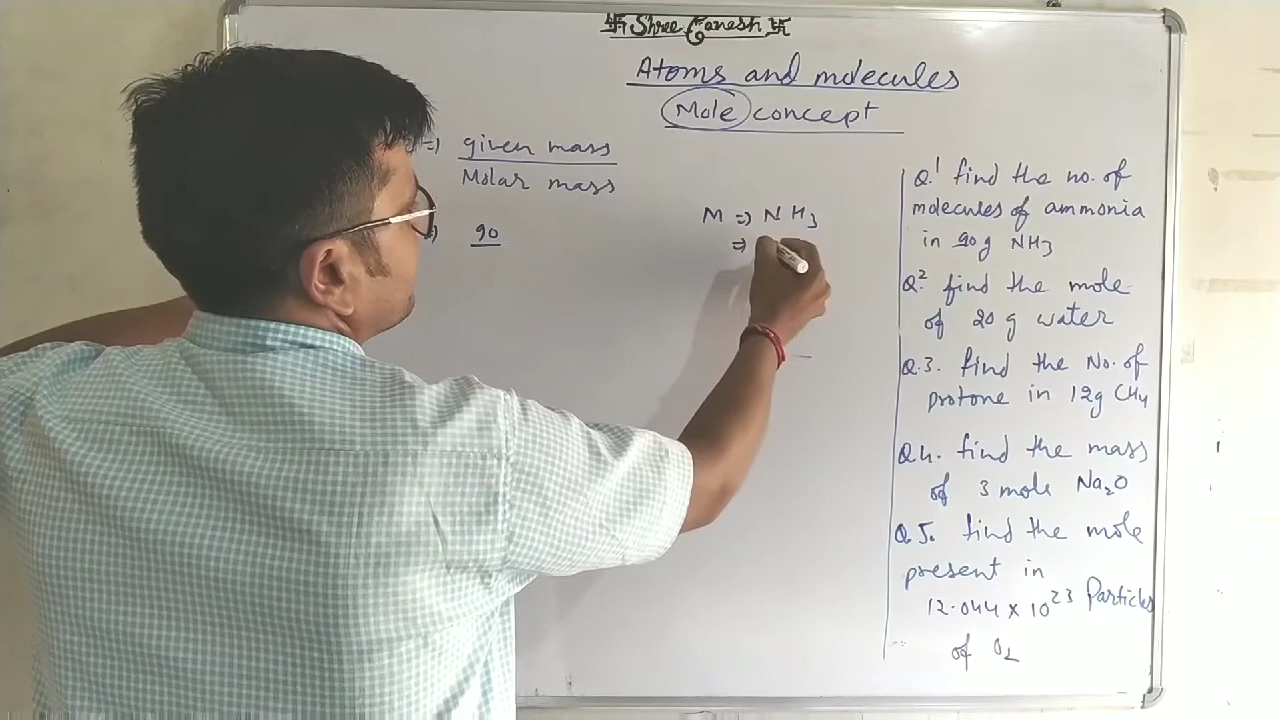 卐 Shree Ganesh 卐
Atoms and molecules
Mole concept
=) given mass
Molar mass
=) 90
M =) NH3
=)
Q.1 find the no. of
molecules of ammonia
in 90g NH3
Q.2 find the mole
of 20 g water
Q.3. find the No. of
protone in 12g CH4
Q.4. find the mass
of 3 mole Na2O
Q.5. find the mole
present in
12.044 x 10^23 Particles
of O2